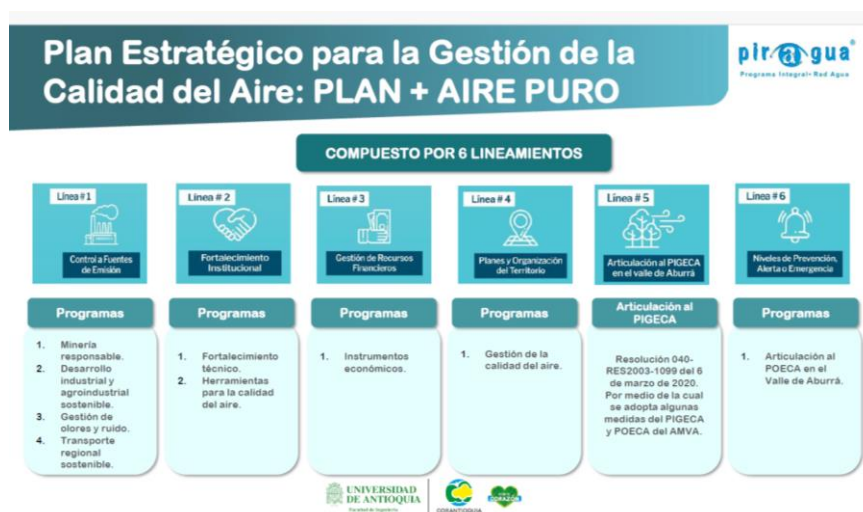 Plan Estratégico para la Gestión de la
Calidad del Aire: PLAN + AIRE PURO
piragua
Programa Integral Red Agua
COMPUESTO POR 6 LINEAMIENTOS
Línea #1
Control a Fuentes
de Emisión
Línea # 2
Fortalecimiento
Institucional
Línea # 3
Gestión de Recursos
Financieros
Línea # 4
Planes y Organización
del Territorio
Línea # 5
Articulación al PIGECA
en el valle de Aburrá
Línea #6
Niveles de Prevención,
Alerta o Emergencia
Programas
1. Minería
responsable.
2. Desarrollo
industrial y
agroindustrial
sostenible.
3. Gestión de
olores y ruido.
4. Transporte
regional
sostenible.
Programas
1. Fortalecimiento
técnico.
2. Herramientas
para la calidad
del aire.
Programas
1. Instrumentos
económicos.
Programas
1. Gestión de la
calidad del aire.
Articulación al
PIGECA
Resolución 040-
RES2003-1099 del 6
de marzo de 2020.
Por medio de la cual
se adopta algunas
medidas del PIGECA
y POECA del AMVA.
Programas
1. Articulación al
POECA en el
Valle de Aburrá.
UNIVERSIDAD
DE ANTIOQUIA
Facultad de Ingeniería
CORANTIOQUIA
CORAZÓN